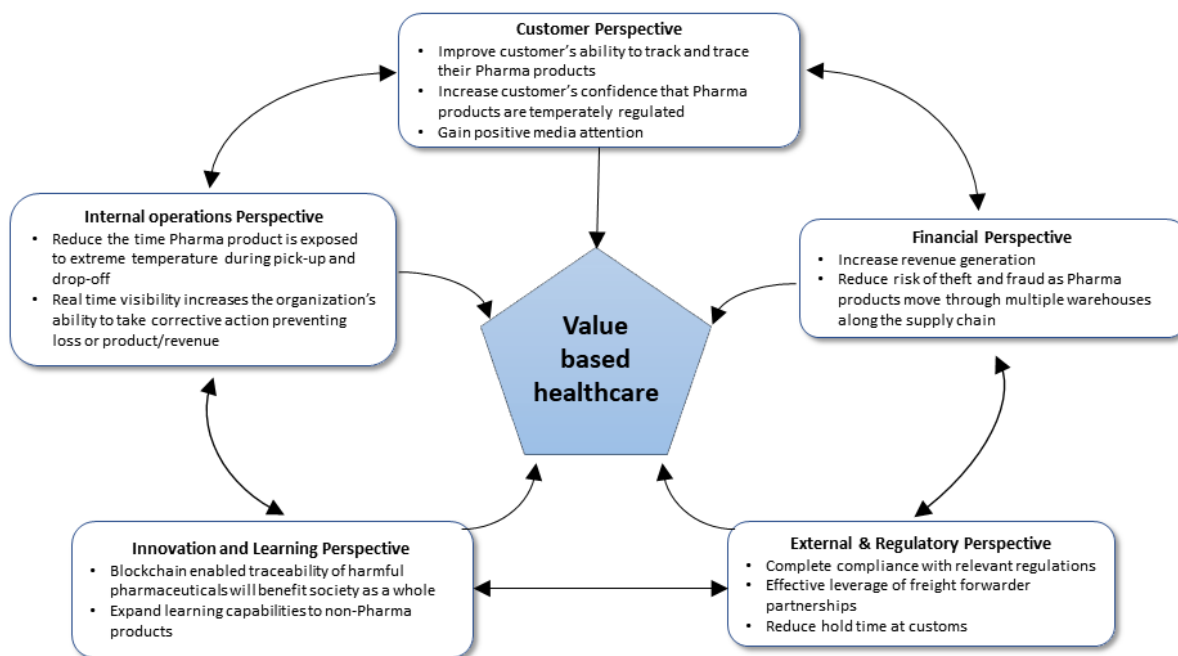 Customer Perspective
• Improve customer's ability to track and trace
their Pharma products
• Increase customer's confidence that Pharma
products are temperately regulated
• Gain positive media attention
Internal operations Perspective
• Reduce the time Pharma product is exposed
to extreme temperature during pick-up and
drop-off
• Real time visibility increases the organization's
ability to take corrective action preventing
loss or product/revenue
Financial Perspective
• Increase revenue generation
• Reduce risk of theft and fraud as Pharma
products move through multiple warehouses
along the supply chain
Value
based
healthcare
Innovation and Learning Perspective
• Blockchain enabled traceability of harmful
pharmaceuticals will benefit society as a whole
• Expand learning capabilities to non-Pharma
products
External & Regulatory Perspective
• Complete compliance with relevant regulations
• Effective leverage of freight forwarder
partnerships
• Reduce hold time at customs